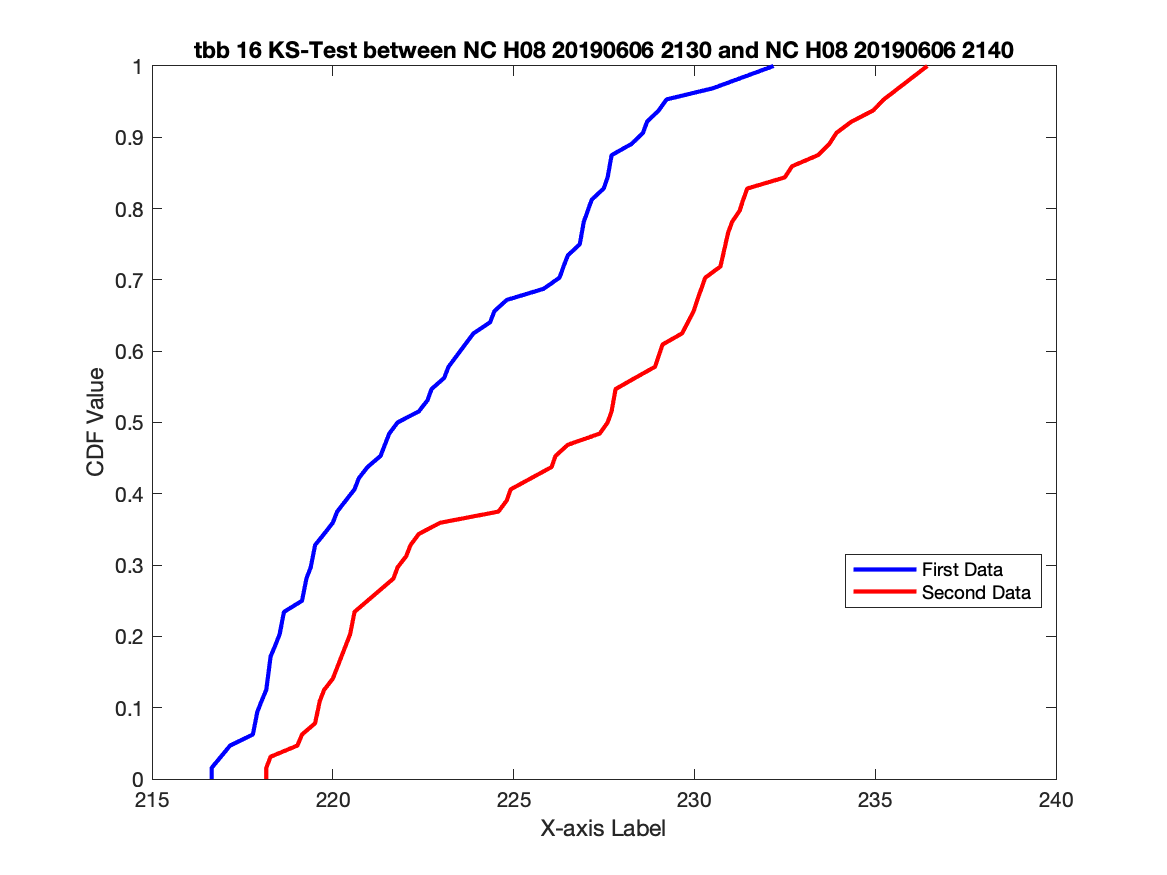 tbb 16 KS-Test between NC H08 20190606 2130 and NC H08 20190606 2140
1
0.9
0.8
0.7
0.6
0.5
0.4
0.3
0.2
0.1
0
CDF Value
First Data
Second Data
215 220 225 230 235 240
X-axis Label